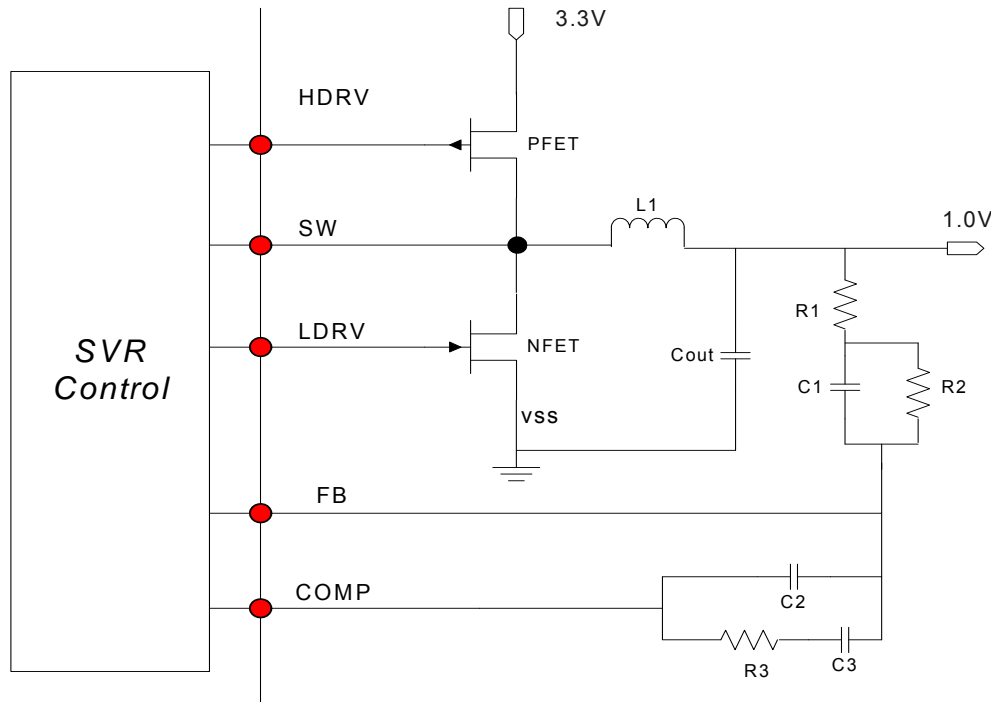 3.3V
HDRV
PFET
SW
L1
1.0V
LDRV
NFET
R1
SVR
Control
Cout
C1
R2
VSS
FB
COMP
C2
R3
C3